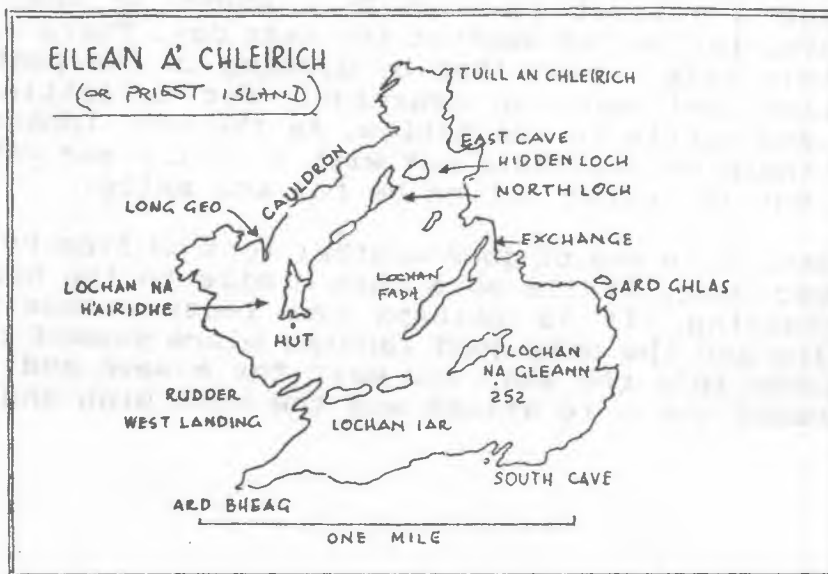 EILEAN A' CHLEIRICH
(OR PRIEST ISLAND)
TUILL AN CHLEIRICH
EAST CAVE
HIDDEN LOCH
NORTH LOCH
CAULDRON
LONG GEO
EXCHANGE
LOCHAN
FADA
ARD GHLAS
LOCHAN NA
H'AIRIDHE
HUT
LOCHAN
NA GLEANN
252
RUDDER
WEST LANDING
LOCHAN IAR
SOUTH CAVE
ARD BHEAG
ONE MILE